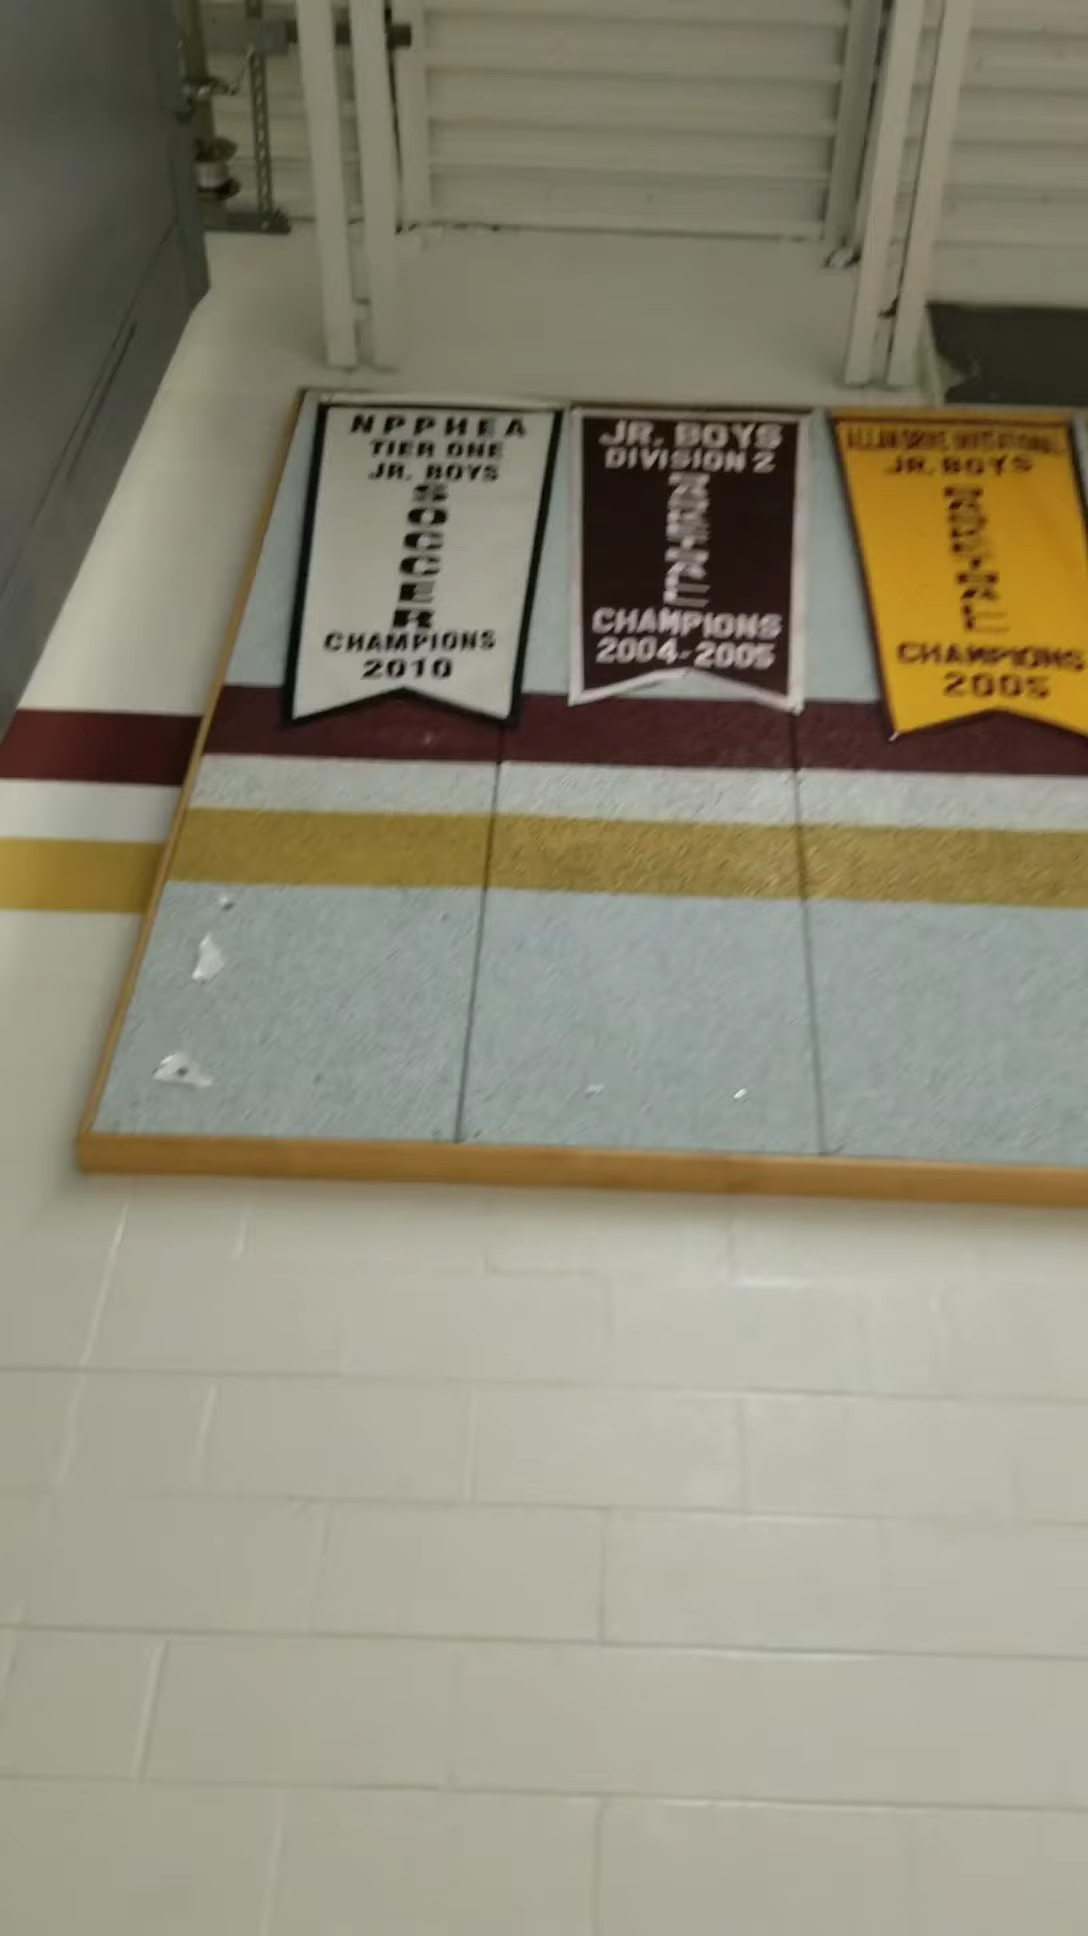 NPPHEA
TIER ONE
JR. BOYS
SOCCER
CHAMPIONS
2010
JR. BOYS
DIVISION 2
CHAMPIONS
2004-2005
JR. BOYS
CHAMPIONS
2005